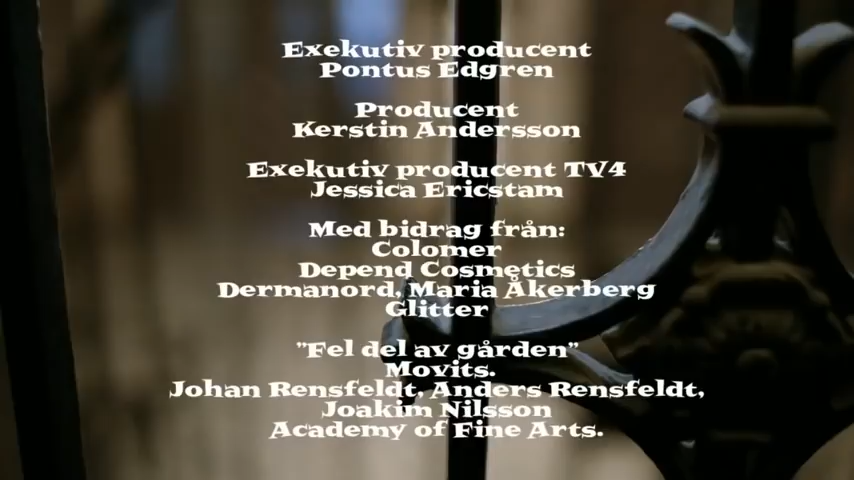 Exekutiv producent
Pontus Edgren
Producent
Kerstin Andersson
Exekutiv producent TV4
Jessica Ericstam
Med bidrag från:
Colomer
Depend Cosmetics
Dermanord, Maria Åkerberg
Glitter
"Fel del av gården"
Movits.
Johan Rensfeldt, Anders Rensfeldt,
Joakim Nilsson
Academy of Fine Arts.